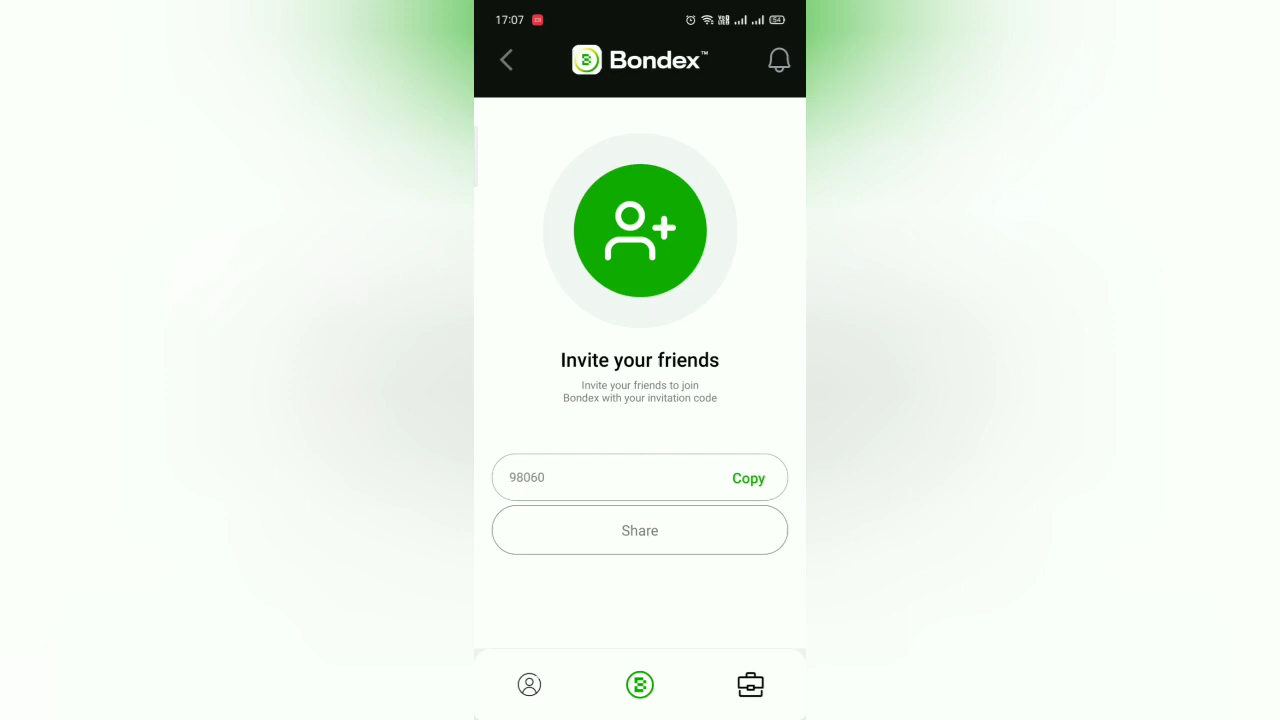 17:07
54
Bondex™
Invite your friends
Invite your friends to join
Bondex with your invitation code
98060 Copy
Share